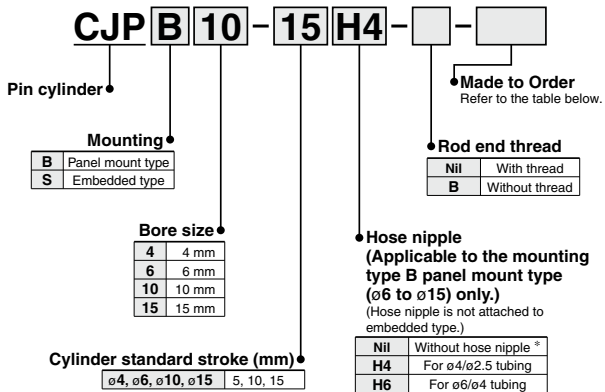 CJP B 10 - 15 H4 - -
Pin cylinder
Made to Order
Refer to the table below.
Mounting
B Panel mount type
S Embedded type
Rod end thread
Nil With thread
B Without thread
Bore size
4 4 mm
6 6 mm
10 10 mm
15 15 mm
Hose nipple
(Applicable to the mounting
type B panel mount type
(ø6 to ø15) only.)
(Hose nipple is not attached to
embedded type.)
Nil Without hose nipple *
H4 For ø4/ø2.5 tubing
H6 For ø6/ø4 tubing
Cylinder standard stroke (mm)
ø4, ø6, ø10, ø15 5, 10, 15